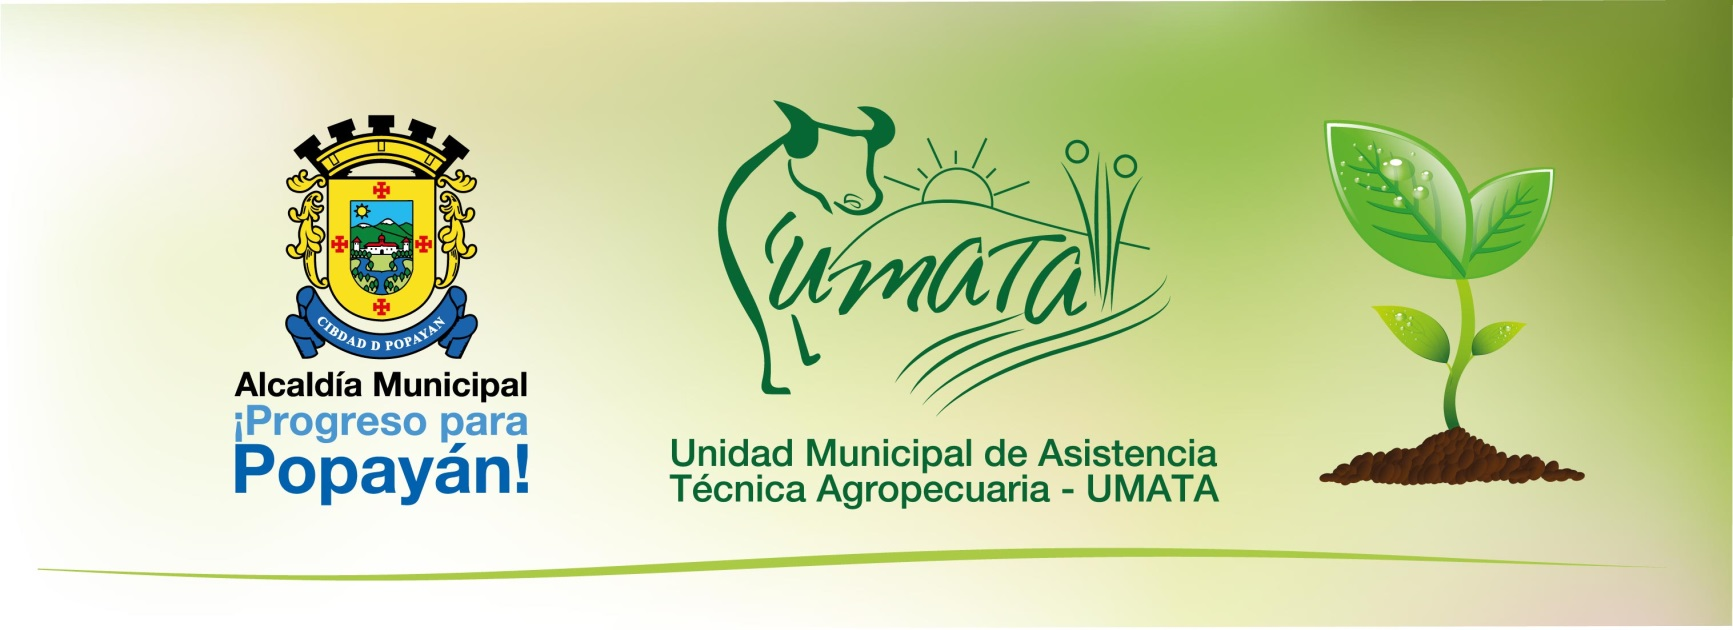 CIBDAD D POPAYAN
Alcaldía Municipal
¡Progreso para
Popayán!
umata
Unidad Municipal de Asistencia
Técnica Agropecuaria - UMATA